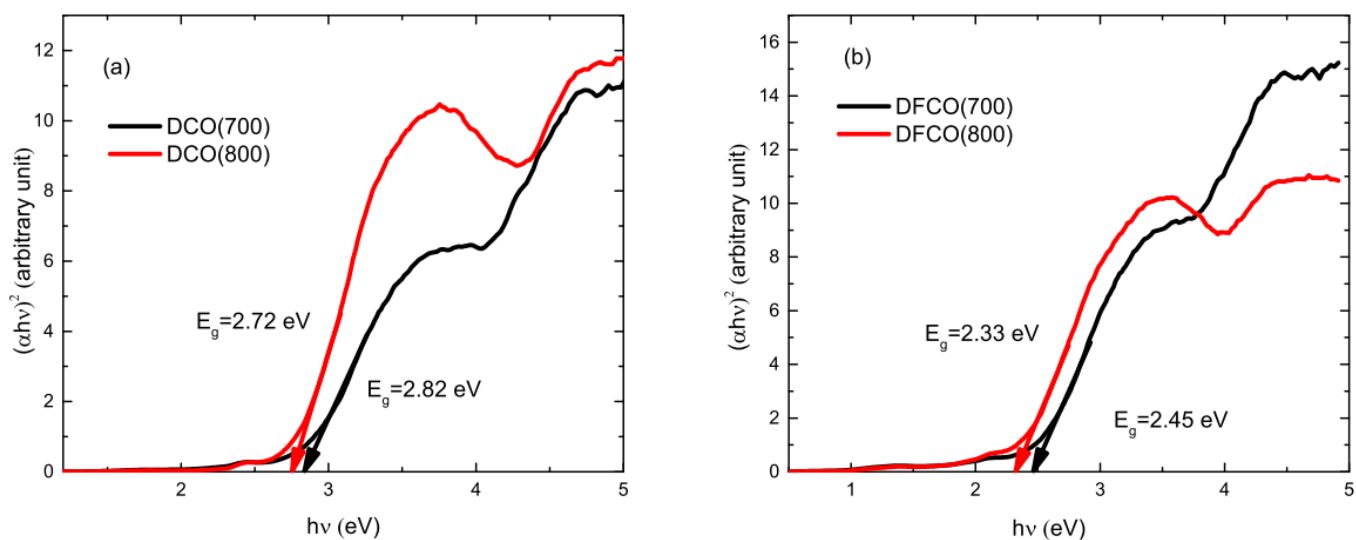 (a)
DCO(700)
DCO(800)
E_g=2.72 eV
E_g=2.82 eV
12
10
8
6
4
2
0
2
3
4
5
(αhν)² (arbitrary unit)
hν (eV)
(b)
DFCO(700)
DFCO(800)
E_g=2.33 eV
E_g=2.45 eV
16
14
12
10
8
6
4
2
0
1
2
3
4
5
(αhν)² (arbitrary unit)
hν (eV)